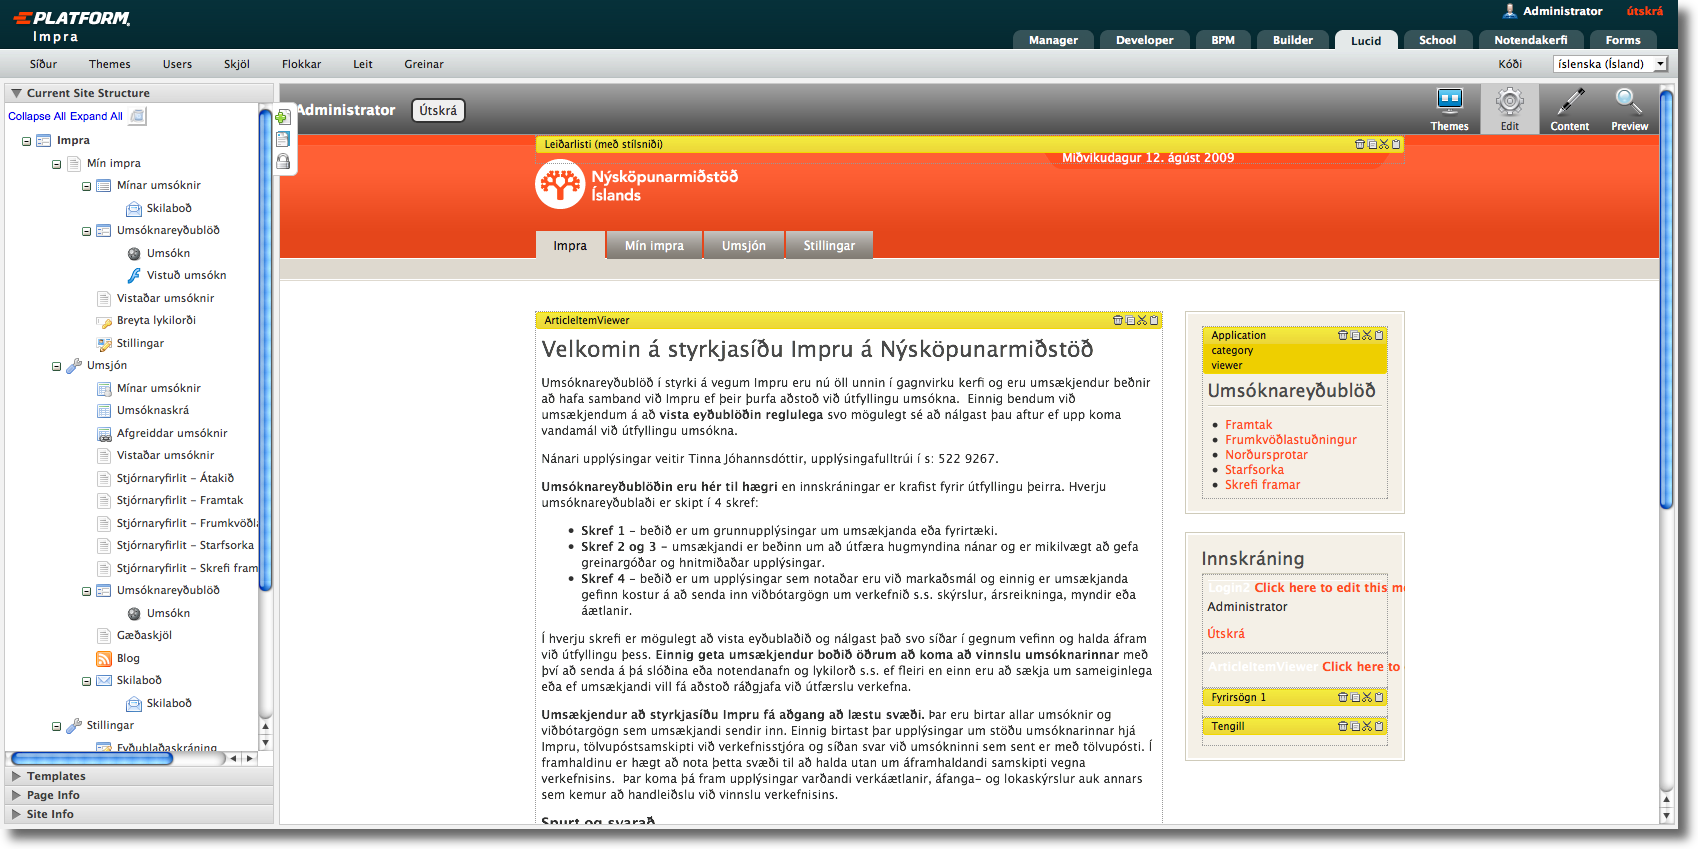 PLATFORM
Impra
Administrator útskrá
Manager Developer BPM Builder Lucid School Notendakerfi Forms
Síður Themes Users Skjöl Flokkar Leit Greinar Kóði íslenska (Ísland)
Current Site Structure
Collapse All Expand All
Impra
Mín impra
Mínar umsóknir
Skilaboð
Umsóknareyðublöð
Umsókn
Vistuð umsókn
Vistaðar umsóknir
Breyta lykilorði
Stillingar
Umsjón
Mínar umsóknir
Umsóknaskrá
Afgreiddar umsóknir
Vistaðar umsóknir
Stjórnaryfirlit - Átakið
Stjórnaryfirlit - Framtak
Stjórnaryfirlit - Frumkvöðla
Stjórnaryfirlit - Starfsorka
Stjórnaryfirlit - Skrefi fram
Umsóknareyðublöð
Umsókn
Gæðaskjöl
Blog
Skilaboð
Skilaboð
Stillingar
Eyðublaðaskráning
Templates
Page Info
Site Info
Administrator Útskrá
Themes Edit Content Preview
Leiðarlisti (með stílsniði)
Miðvikudagur 12. ágúst 2009
Nýsköpunarmiðstöð
Íslands
Impra Mín impra Umsjón Stillingar
ArticleItemViewer
Velkomin á styrkjasíðu Impru á Nýsköpunarmiðstöð
Umsóknareyðublöð í styrki á vegum Impru eru nú öll unnin í gagnvirku kerfi og eru umsækjendur beðnir
að hafa samband við Impru ef þeir þurfa aðstoð við útfyllingu umsókna. Einnig bendum við
umsækjendum á að vista eyðublöðin reglulega svo mögulegt sé að nálgast þau aftur ef upp koma
vandamál við útfyllingu umsókna.
Nánari upplýsingar veitir Tinna Jóhannsdóttir, upplýsingafulltrúi í s: 522 9267.
Umsóknareyðublöðin eru hér til hægri en innskráningar er krafist fyrir útfyllingu þeirra. Hverju
umsóknareyðublaði er skipt í 4 skref:
• Skref 1 - beðið er um grunnupplýsingar um umsækjanda eða fyrirtæki.
• Skref 2 og 3 - umsækjandi er beðinn um að útfæra hugmyndina nánar og er mikilvægt að gefa
greinargóðar og hnitmiðaðar upplýsingar.
• Skref 4 - beðið er um upplýsingar sem notaðar eru við markaðsmál og einnig er umsækjanda
gefinn kostur á að senda inn viðbótargögn um verkefnið s.s. skýrslur, ársreikninga, myndir eða
áætlanir.
Í hverju skrefi er mögulegt að vista eyðublaðið og nálgast það svo síðar í gegnum vefinn og halda áfram
við útfyllingu þess. Einnig geta umsækjendur boðið öðrum að koma að vinnslu umsóknarinnar með
því að senda á þá slóðina eða notendanafn og lykilorð s.s. ef fleiri en einn eru að sækja um sameiginlega
eða ef umsækjandi vill fá aðstoð ráðgjafa við útfærslu verkefna.
Umsækjendur að styrkjasíðu Impru fá aðgang að læstu svæði. Þar eru birtar allar umsóknir og
viðbótargögn sem umsækjandi sendir inn. Einnig birtast þar upplýsingar um stöðu umsóknarinnar hjá
Impru, tölvupóstsamskipti við verkefnisstjóra og síðan svar við umsókninni sem sent er með tölvupósti. Í
framhaldinu er hægt að nota þetta svæði til að halda utan um áframhaldandi samskipti vegna
verkefnisins. Þar koma þá fram upplýsingar varðandi verkáætlanir, áfanga- og lokaskýrslur auk annars
sem kemur að handleiðslu við vinnslu verkefnisins.
Spurt og svarað
Application
category
viewer
Umsóknareyðublöð
• Framtak
• Frumkvöðlastuðningur
• Norðursprotar
• Starfsorka
• Skrefi framar
Innskráning
Login2 Click here to edit this mo
Administrator
Útskrá
ArticleItemViewer Click here to
Fyrirsögn 1
Tengill